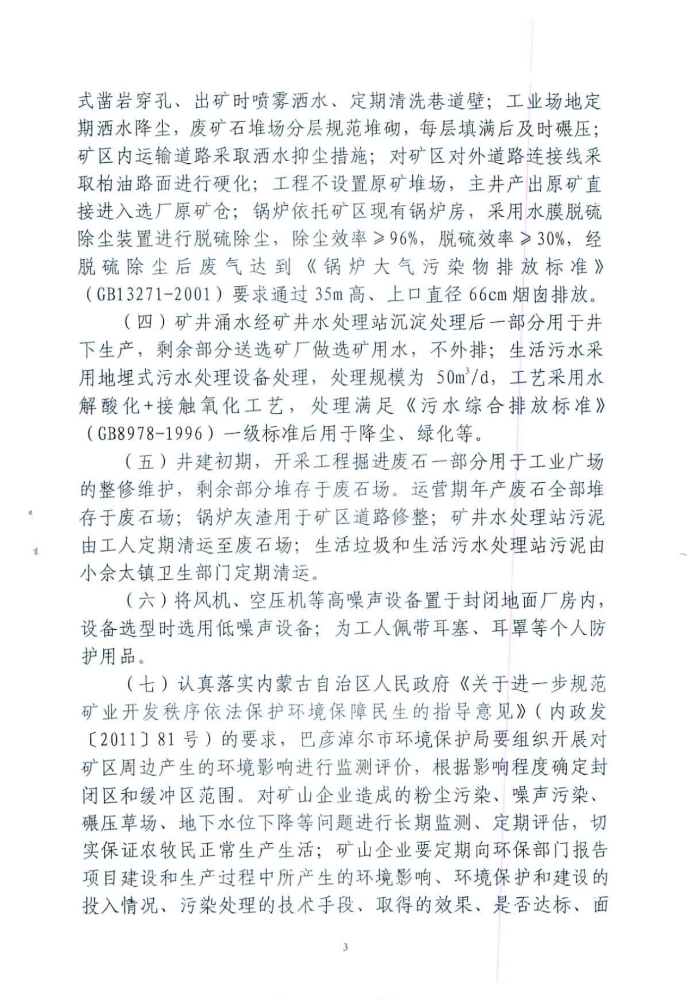 式凿岩穿孔、出矿时喷雾洒水、定期清洗巷道壁；工业场地定
期洒水降尘，废矿石堆场分层规范堆砌，每层填满后及时碾压；
矿区内运输道路采取洒水抑尘措施；对矿区对外道路连接线采
取柏油路面进行硬化；工程不设置原矿堆场，主井产出原矿直
接进入选厂原矿仓；锅炉依托矿区现有锅炉房，采用水膜脱硫
除尘装置进行脱硫除尘，除尘效率≥96%，脱硫效率≥30%，经
脱硫除尘后废气达到《锅炉大气污染物排放标准》
（GB13271-2001）要求通过 35m 高、上口直径 66cm 烟囱排放。
（四）矿井涌水经矿井水处理站沉淀处理后一部分用于井
下生产，剩余部分送选矿厂做选矿用水，不外排；生活污水采
用地埋式污水处理设备处理，处理规模为 50m³/d，工艺采用水
解酸化+接触氧化工艺，处理满足《污水综合排放标准》
（GB8978-1996）一级标准后用于降尘、绿化等。
（五）井建初期，开采工程掘进废石一部分用于工业广场
的整修维护，剩余部分堆存于废石场。运营期年产废石全部堆
存于废石场；锅炉灰渣用于矿区道路修整；矿井水处理站污泥
由工人定期清运至废石场；生活垃圾和生活污水处理站污泥由
小佘太镇卫生部门定期清运。
（六）将风机、空压机等高噪声设备置于封闭地面厂房内，
设备选型时选用低噪声设备；为工人佩带耳塞、耳罩等个人防
护用品。
（七）认真落实内蒙古自治区人民政府《关于进一步规范
矿业开发秩序依法保护环境保障民生的指导意见》（内政发
〔2011〕81 号）的要求，巴彦淖尔市环境保护局要组织开展对
矿区周边产生的环境影响进行监测评价，根据影响程度确定封
闭区和缓冲区范围。对矿山企业造成的粉尘污染、噪声污染、
碾压草场、地下水位下降等问题进行长期监测、定期评估，切
实保证农牧民正常生产生活；矿山企业要定期向环保部门报告
项目建设和生产过程中所产生的环境影响、环境保护和建设的
投入情况、污染处理的技术手段、取得的效果、是否达标、面
3